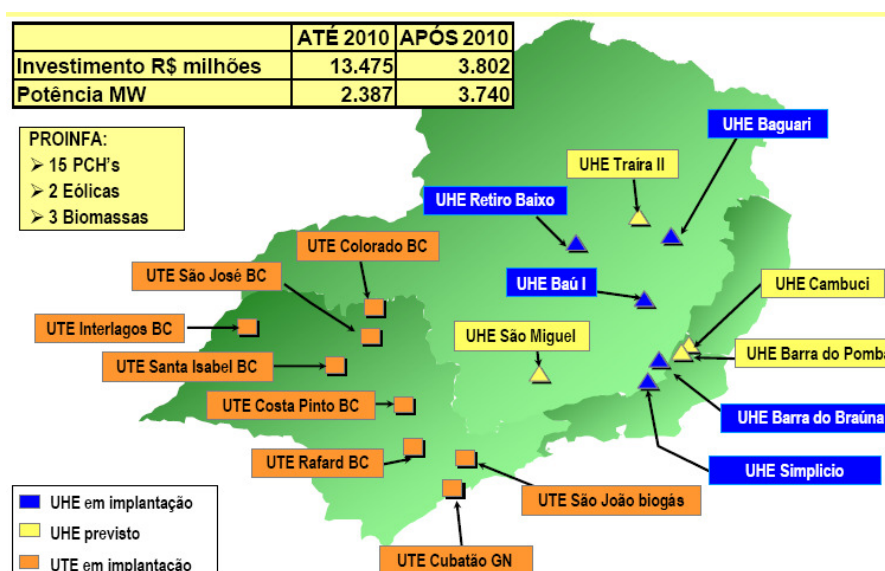 ATÉ 2010 APÓS 2010
Investimento R$ milhões 13.475 3.802
Potência MW 2.387 3.740
PROINFA:
➢ 15 PCH's
➢ 2 Eólicas
➢ 3 Biomassas
UHE Baguari
UHE Traíra II
UHE Retiro Baixo
UTE Colorado BC
UTE São José BC
UHE Baú I
UHE Cambuci
UTE Interlagos BC
UHE São Miguel
UHE Barra do Pomba
UTE Santa Isabel BC
UTE Costa Pinto BC
UHE Barra do Braúna
UTE Rafard BC
UHE Simplicio
UTE São João biogás
UTE Cubatão GN
UHE em implantação
UHE previsto
UTE em implantação